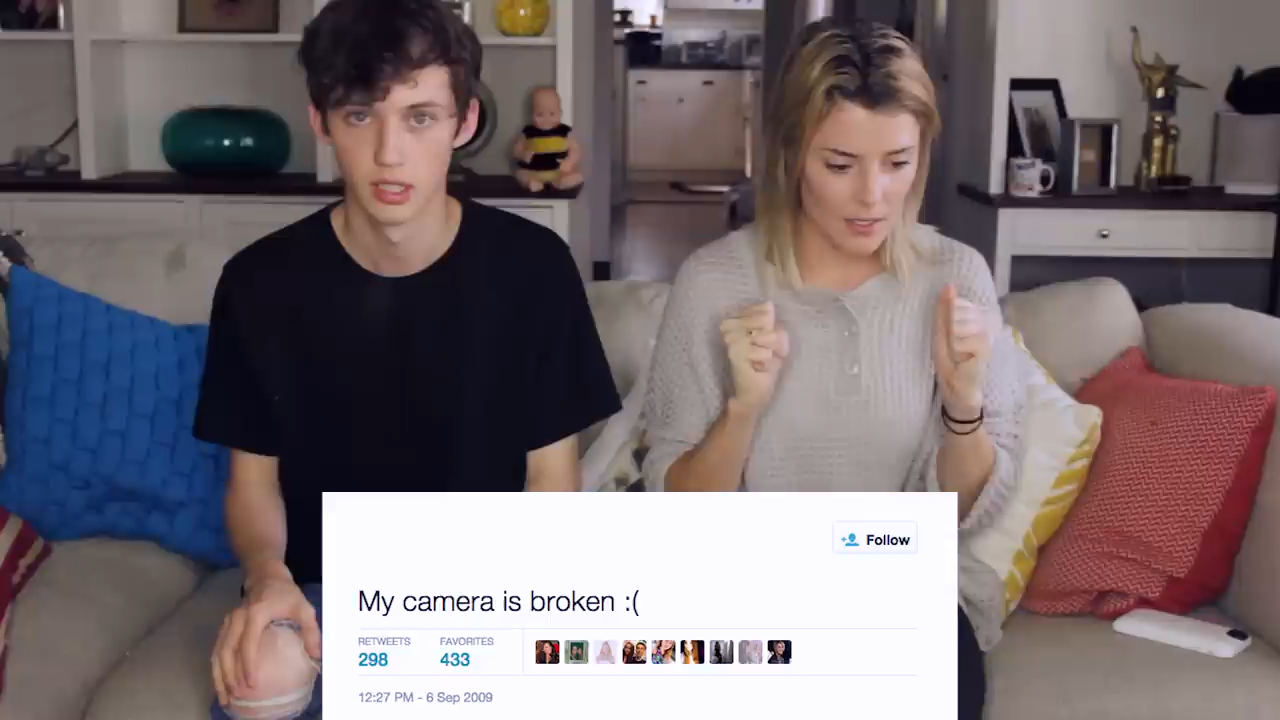 Follow
My camera is broken :(
RETWEETS FAVORITES
298 433
12:27 PM - 6 Sep 2009